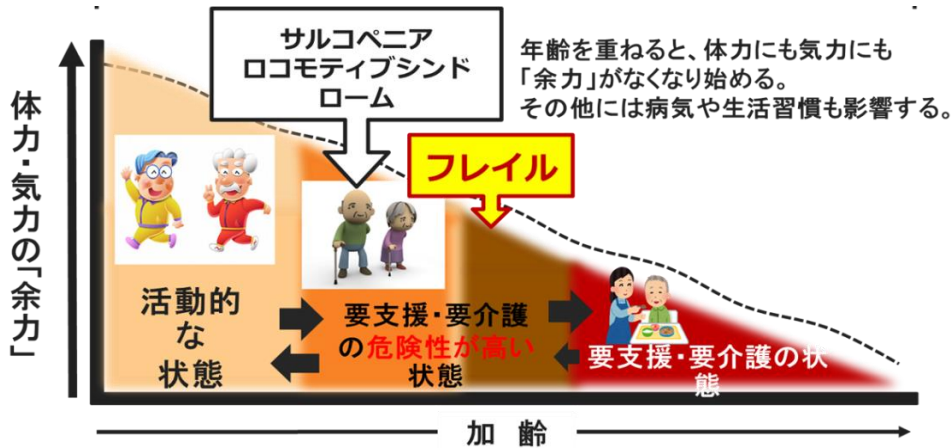 サルコペニア
ロコモティブシンド
ローム
年齢を重ねると、体力にも気力にも
「余力」がなくなり始める。
その他には病気や生活習慣も影響する。
フレイル
体力・気力の「余力」
活動的
な
状態
要支援・要介護
の危険性が高い
状態
要支援・要介護の状
態
加 齢